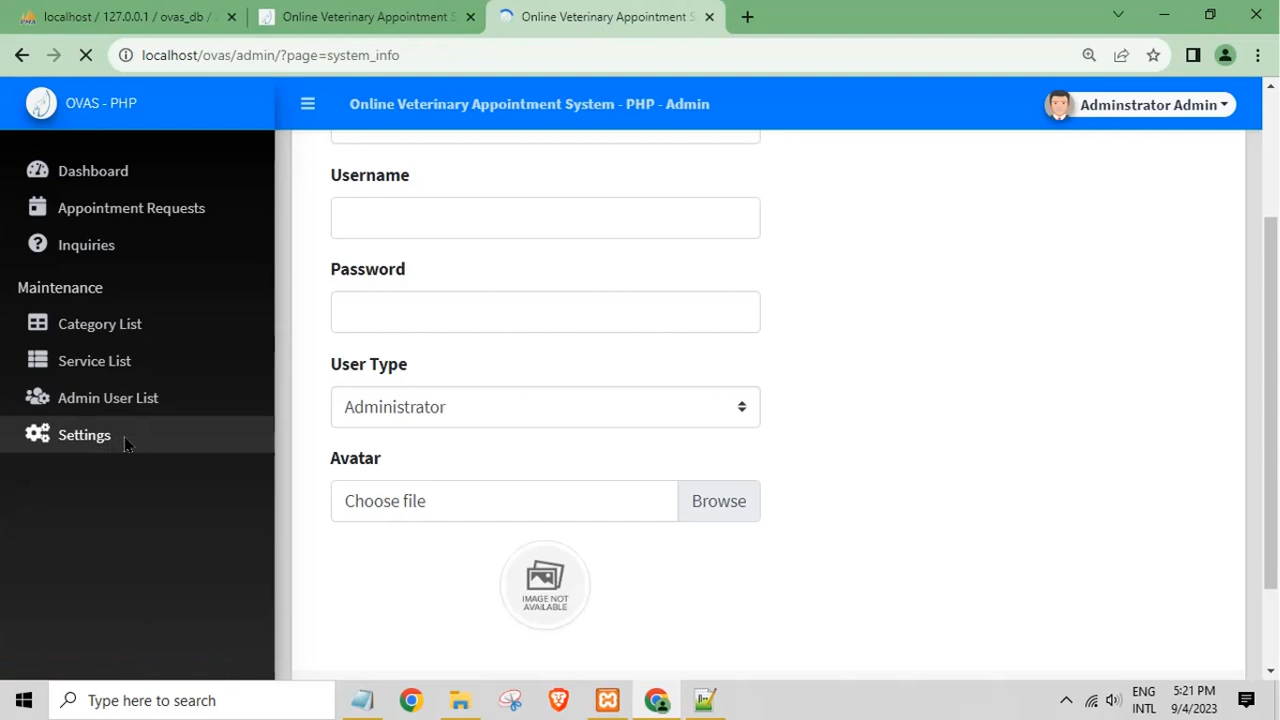 localhost / 127.0.0.1 / ovas_db /
Online Veterinary Appointment S
Online Veterinary Appointment S
localhost/ovas/admin/?page=system_info
OVAS - PHP
Online Veterinary Appointment System - PHP - Admin
Adminstrator Admin
Dashboard
Appointment Requests
Inquiries
Maintenance
Category List
Service List
Admin User List
Settings
Username
Password
User Type
Administrator
Avatar
Choose file
Browse
IMAGE NOT
AVAILABLE
Type here to search
ENG
INTL
5:21 PM
9/4/2023